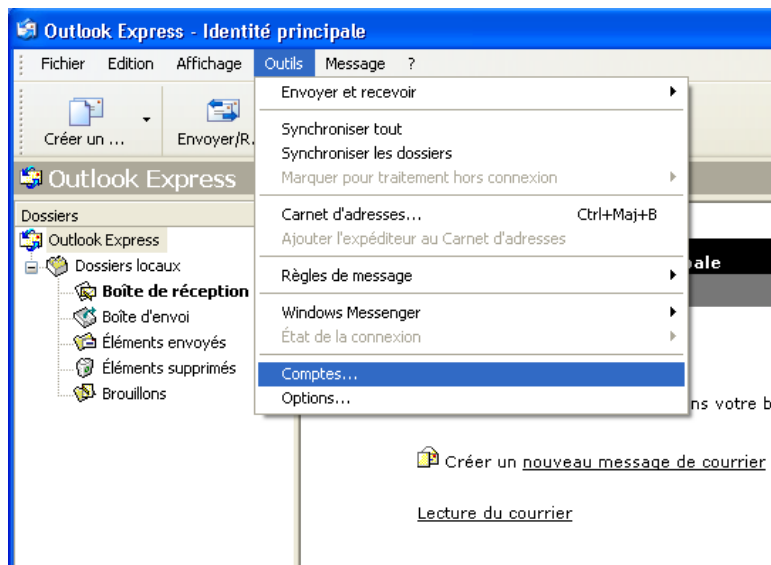 Outlook Express - Identité principale
Fichier Edition Affichage Outils Message ?
Créer un ... Envoyer/R.
Outlook Express
Envoyer et recevoir
Synchroniser tout
Synchroniser les dossiers
Marquer pour traitement hors connexion
Carnet d'adresses... Ctrl+Maj+B
Ajouter l'expéditeur au Carnet d'adresses
Règles de message
Windows Messenger
État de la connexion
Comptes...
Options...
Dossiers
Outlook Express
Dossiers locaux
Boîte de réception
Boîte d'envoi
Éléments envoyés
Éléments supprimés
Brouillons
ale
ns votre b
Créer un nouveau message de courrier
Lecture du courrier